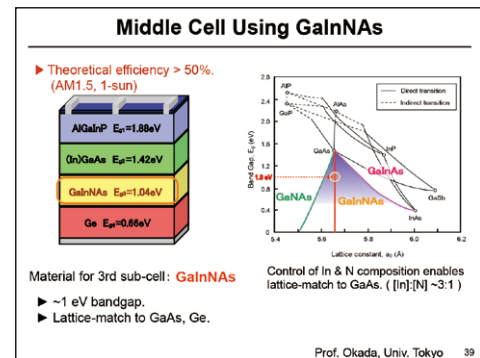 Middle Cell Using GaInNAs
▶ Theoretical efficiency > 50%.
(AM1.5, 1-sun)
AlGaInP Eg1=1.88eV
(In)GaAs Eg2=1.42eV
GaInNAs Eg3=1.04eV
Ge Eg4=0.66eV
Material for 3rd sub-cell: GaInNAs
► ~1 eV bandgap.
► Lattice-match to GaAs, Ge.
Band Gap, Eg (eV)
2.8
2.4
2.0
1.6
1.2
1.0 eV
0.8
0.4
0
AlP
GaP
AlAs
GaAs
InP
GaInAs
GaNAs
GaInNAs
GaSb
InAs
Direct transition
Indirect transition
5.4
5.6
5.8
6.0
6.2
Lattice constant, a0 (Å)
Control of In & N composition enables
lattice-match to GaAs. ( [In]:[N] ~3:1 )
Prof. Okada, Univ. Tokyo 39